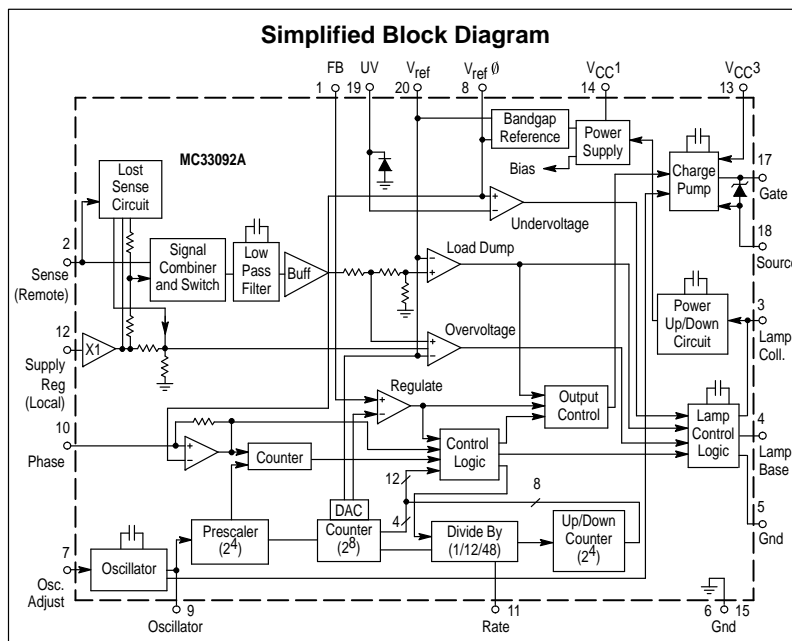 Simplified Block Diagram
FB
UV
Vref
Vref 0
VCC1
VCC3
1
19
20
8
14
13
MC33092A
Lost
Sense
Circuit
Bandgap
Reference
Power
Supply
Bias
Charge
Pump
17
Gate
18
Source
Undervoltage
2
Sense
(Remote)
Signal
Combiner
and Switch
Low
Pass
Filter
Buff
Load Dump
Power
Up/Down
Circuit
3
Lamp
Coll.
12
Supply
Reg
(Local)
X1
Overvoltage
Regulate
Output
Control
Lamp
Control
Logic
4
Lamp
Base
10
Phase
Counter
Control
Logic
12
8
4
5
Gnd
DAC
Prescaler
(24)
Counter
(28)
Divide By
(1/12/48)
Up/Down
Counter
(24)
7
Osc.
Adjust
Oscillator
9
Oscillator
11
Rate
6
15
Gnd